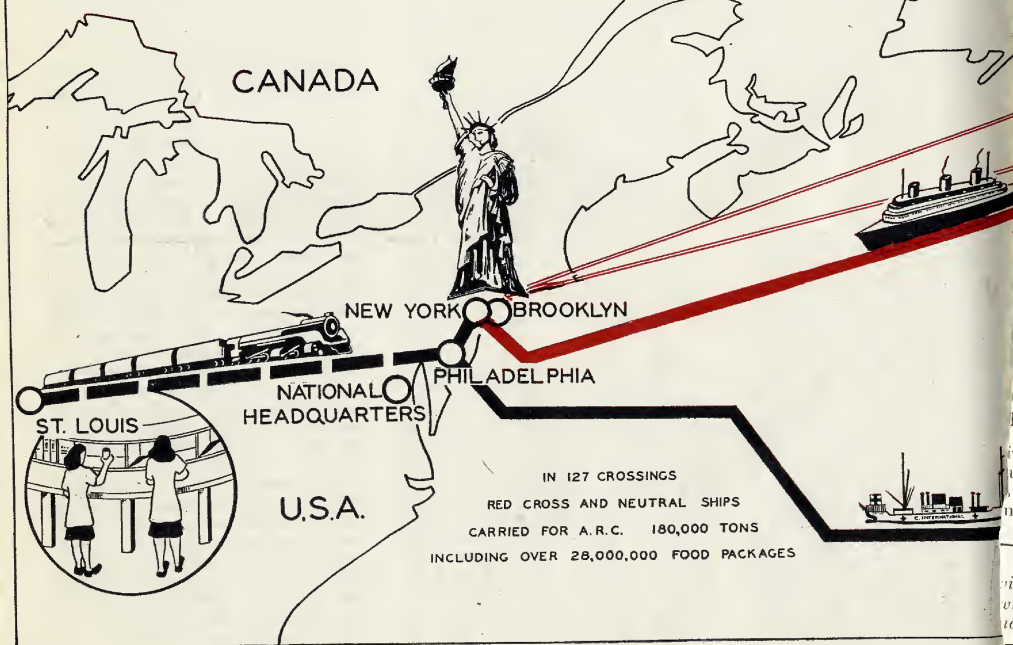 CANADA
NEW YORK
BROOKLYN
PHILADELPHIA
NATIONAL
HEADQUARTERS
ST. LOUIS
U.S.A.
IN 127 CROSSINGS
RED CROSS AND NEUTRAL SHIPS
CARRIED FOR A.R.C. 180,000 TONS
INCLUDING OVER 28,000,000 FOOD PACKAGES
C. INTERNATIONAL